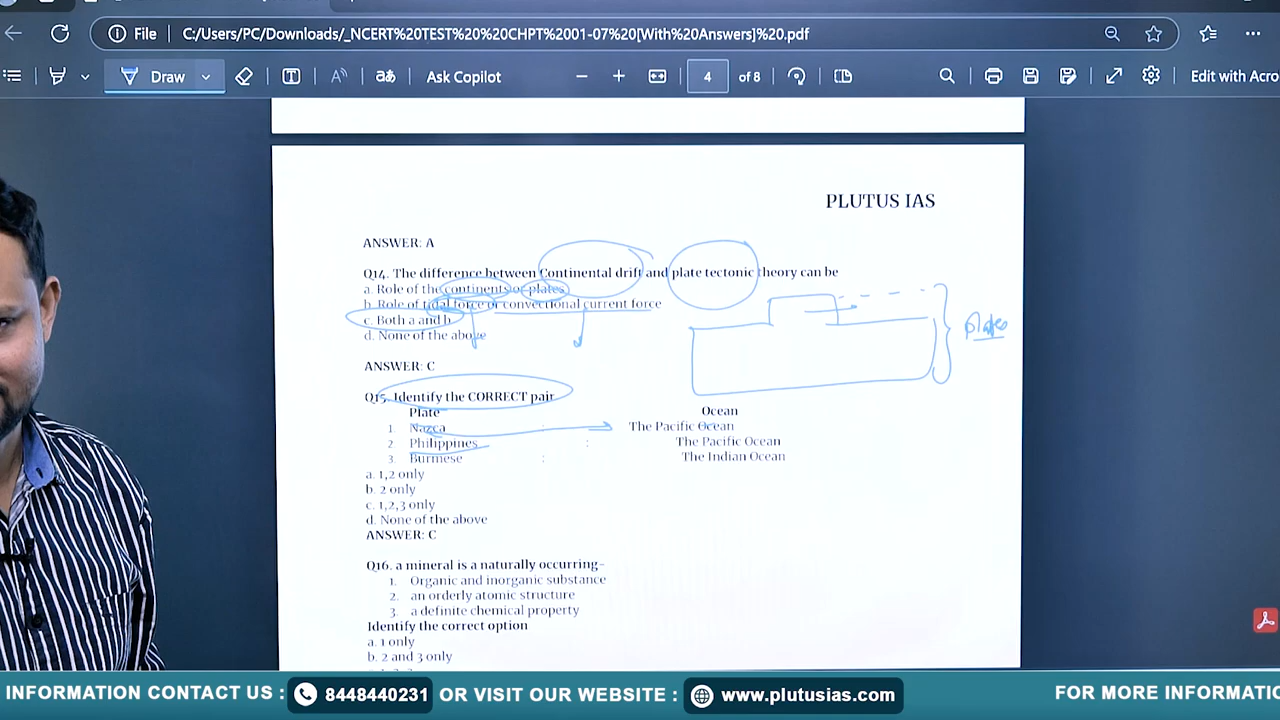 File C:/Users/PC/Downloads/_NCERT%20TEST%20%20CHPT%2001-07%20[With%20Answers]%20.pdf
Draw Ask Copilot 4 of 8 Edit with Acro
PLUTUS IAS
ANSWER: A
Q14. The difference between Continental drift and plate tectonic theory can be
a. Role of the continents or plates
b. Role of tidal force or convectional current force
c. Both a and b
d. None of the above
plates
ANSWER: C
Q15. Identify the CORRECT pair
Plate Ocean
1. Nazca : The Pacific Ocean
2. Philippines : The Pacific Ocean
3. Burmese : The Indian Ocean
a. 1,2 only
b. 2 only
c. 1,2,3 only
d. None of the above
ANSWER: C
Q16. a mineral is a naturally occurring-
1. Organic and inorganic substance
2. an orderly atomic structure
3. a definite chemical property
Identify the correct option
a. 1 only
b. 2 and 3 only
INFORMATION CONTACT US : 8448440231 OR VISIT OUR WEBSITE : www.plutusias.com FOR MORE INFORMATIO